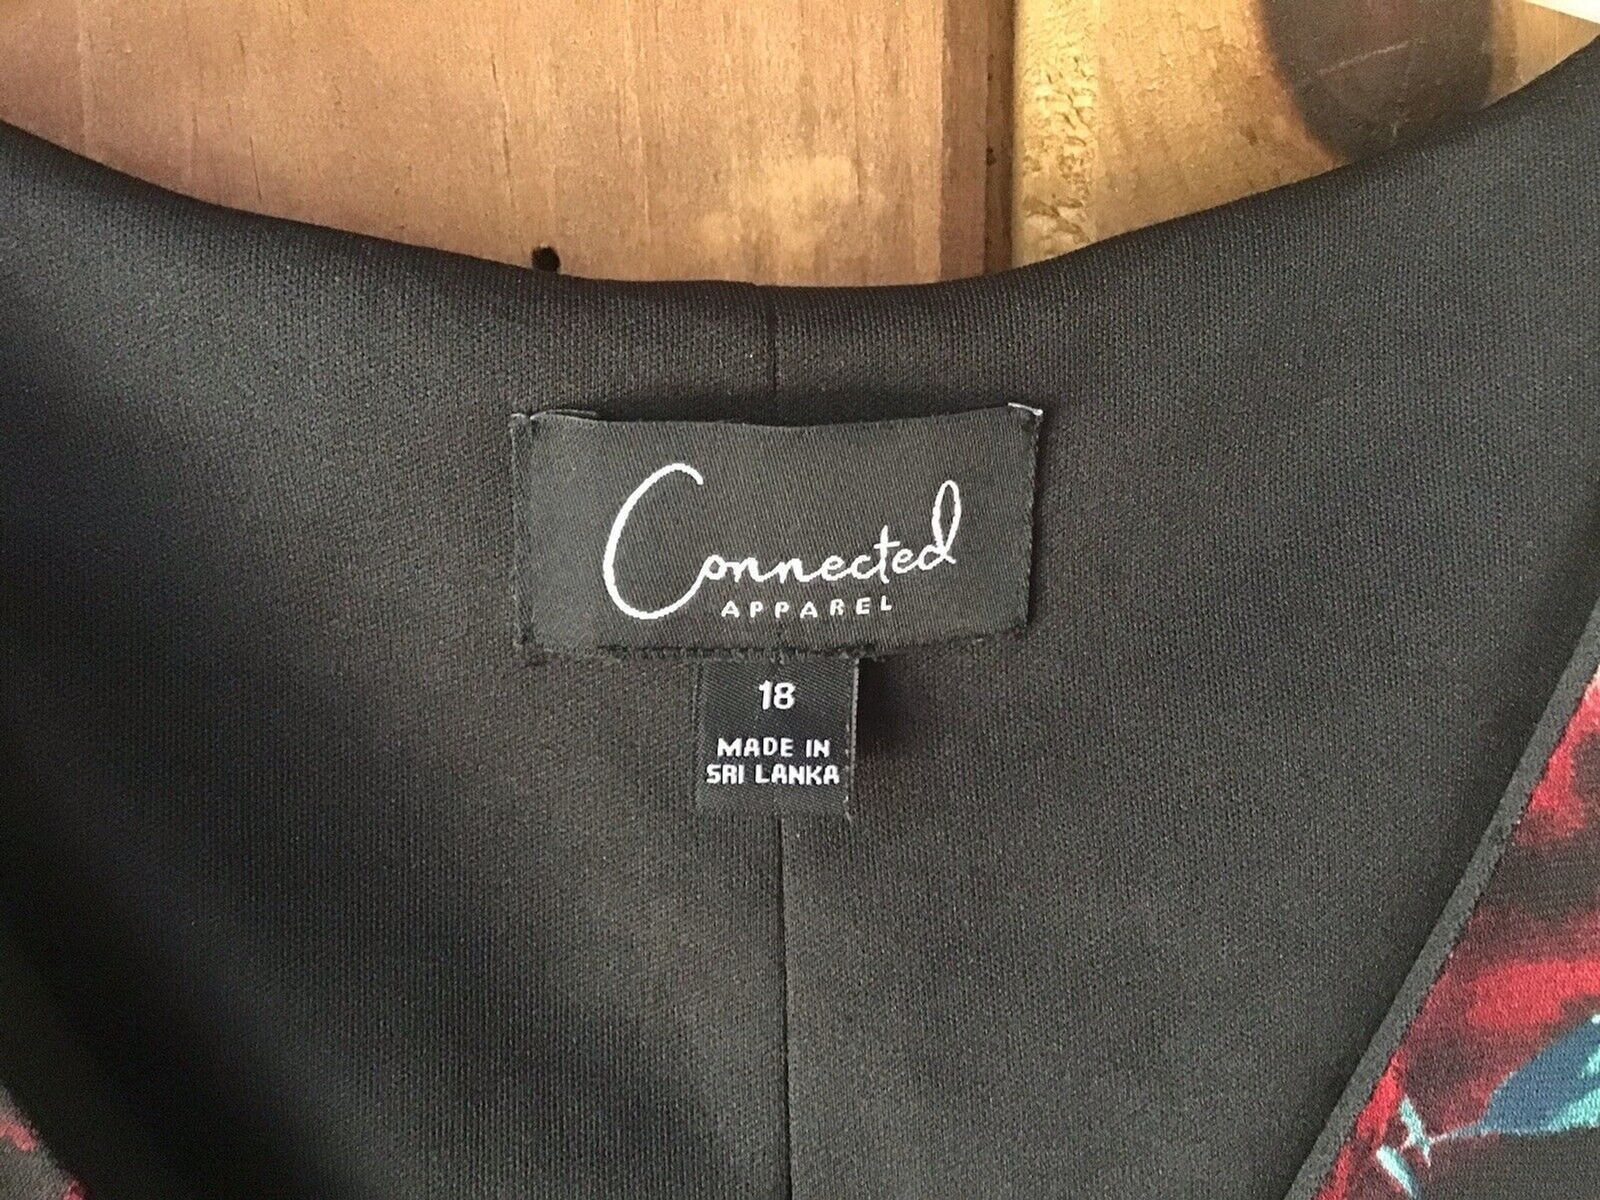 Connected
APPAREL
18
MADE IN
SRI LANKA